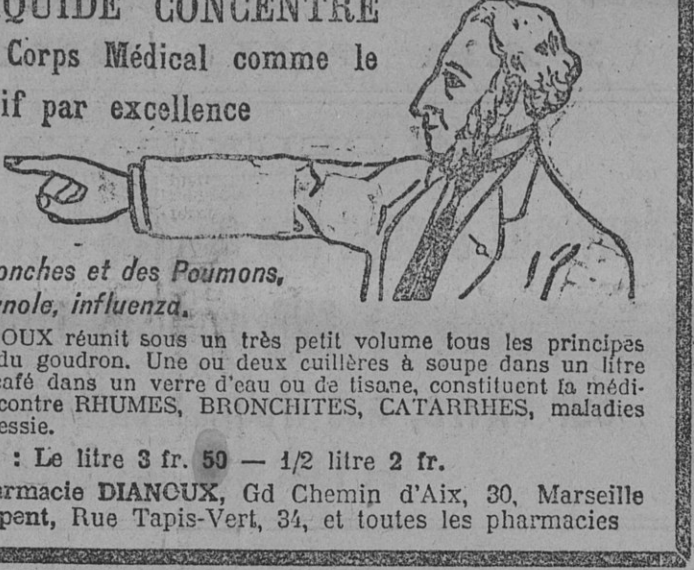 QUIDE CONCENTRÉ
Corps Médical comme le
if par excellence
onches et des Poumons,
nole, influenza.
OUX réunit sous un très petit volume tous les principes
du goudron. Une ou deux cuillères à soupe dans un litre
café dans un verre d'eau ou de tisane, constituent la médi-
contre RHUMES, BRONCHITES, CATARRHES, maladies
essie.
: Le litre 3 fr. 50 — 1/2 litre 2 fr.
armacie DIANOUX, Gd Chemin d'Aix, 30, Marseille
pent, Rue Tapis-Vert, 34, et toutes les pharmacies